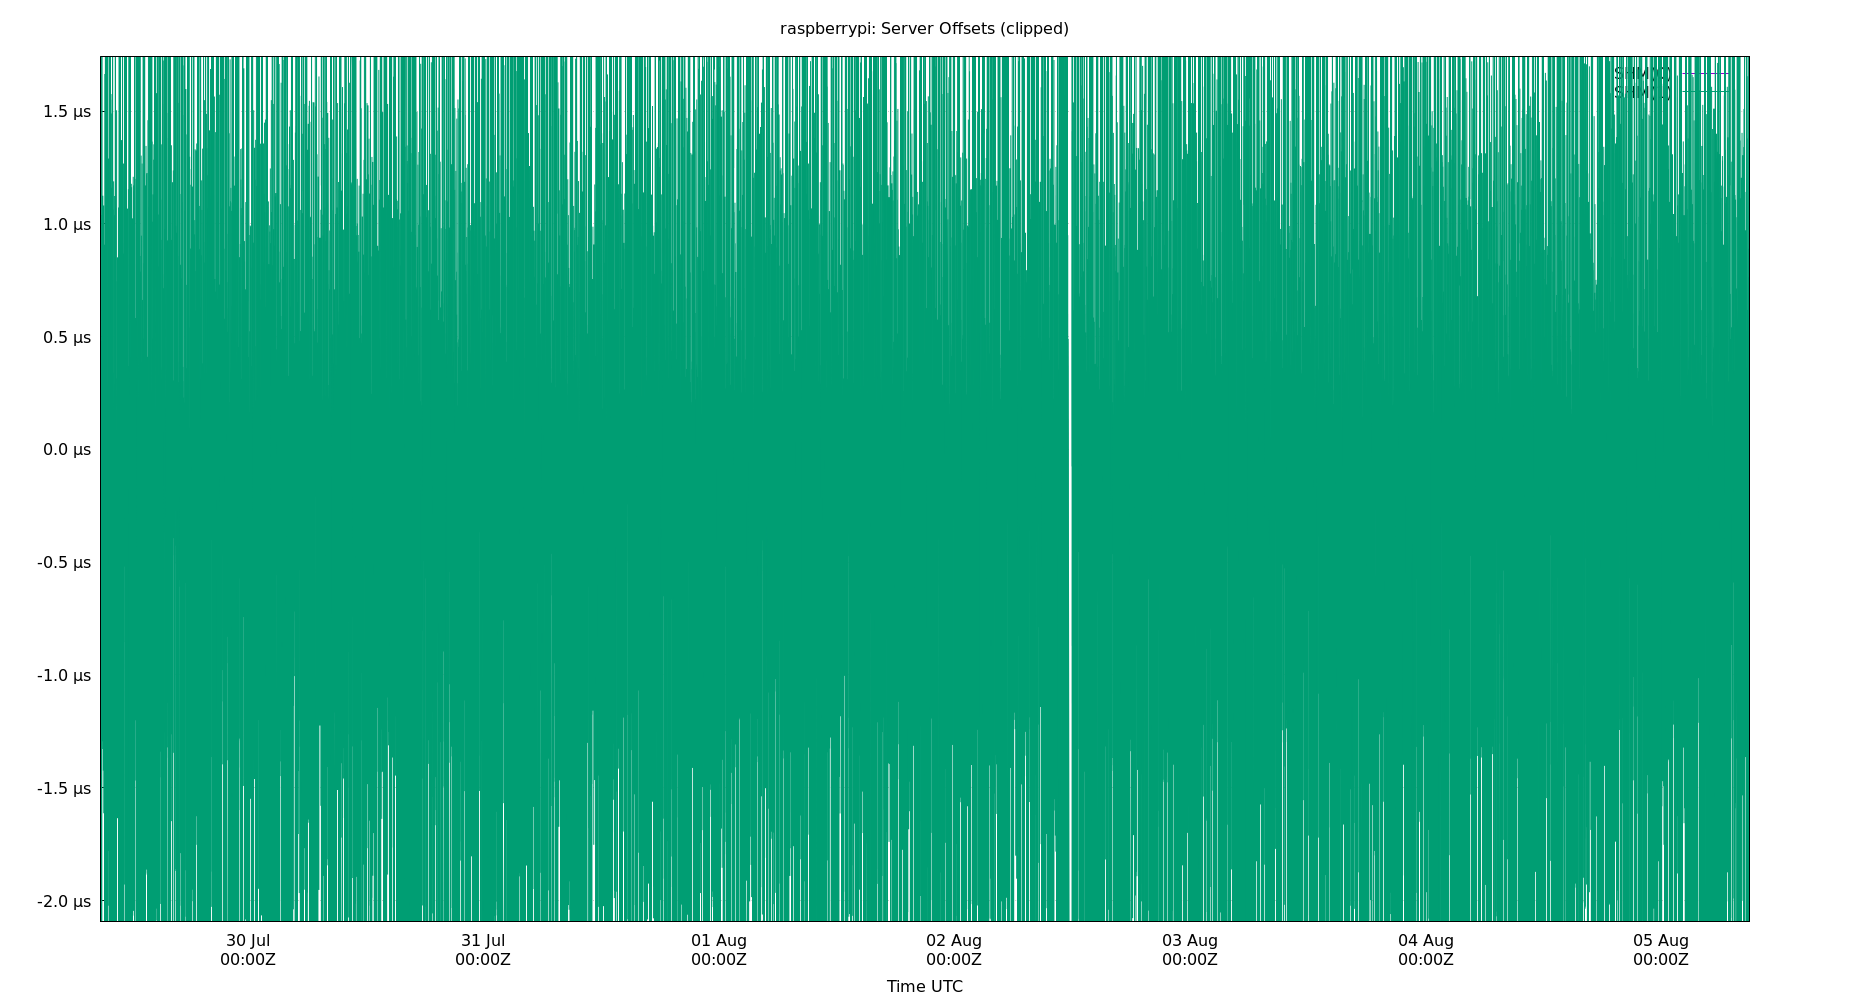 raspberrypi: Server Offsets (clipped)
1.5 μs
1.0 μs
0.5 μs
0.0 μs
-0.5 μs
-1.0 μs
-1.5 μs
-2.0 μs
30 Jul
00:00Z
31 Jul
00:00Z
01 Aug
00:00Z
02 Aug
00:00Z
03 Aug
00:00Z
04 Aug
00:00Z
05 Aug
00:00Z
Time UTC